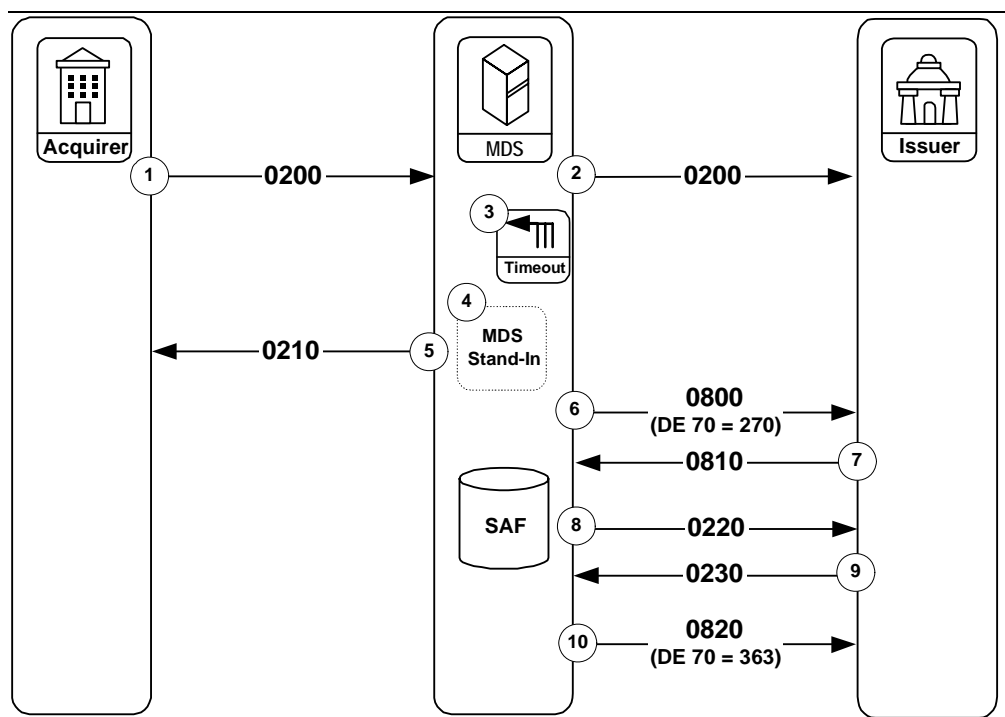 Acquirer
MDS
Issuer
1
0200
2
0200
3
Timeout
4
MDS
Stand-In
0210
5
6
0800
(DE 70 = 270)
0810
7
SAF
8
0220
0230
9
10
0820
(DE 70 = 363)